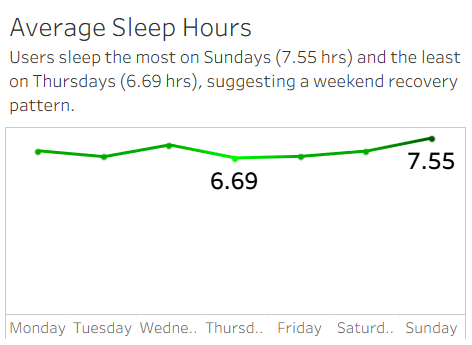 Average Sleep Hours
Users sleep the most on Sundays (7.55 hrs) and the least
on Thursdays (6.69 hrs), suggesting a weekend recovery
pattern.
7.55
6.69
Monday Tuesday Wedne.. Thursd.. Friday Saturd.. Sunday